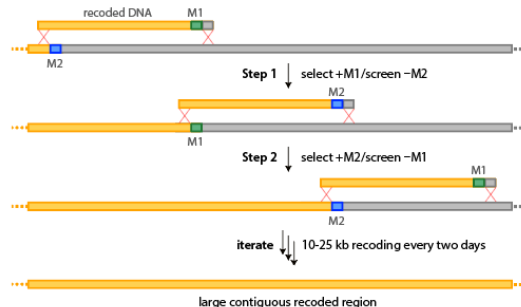 recoded DNA M1
M2
Step 1 select +M1/screen −M2
M2
M1
Step 2 select +M2/screen −M1
M1
M2
iterate 10-25 kb recoding every two days
large contiguous recoded region